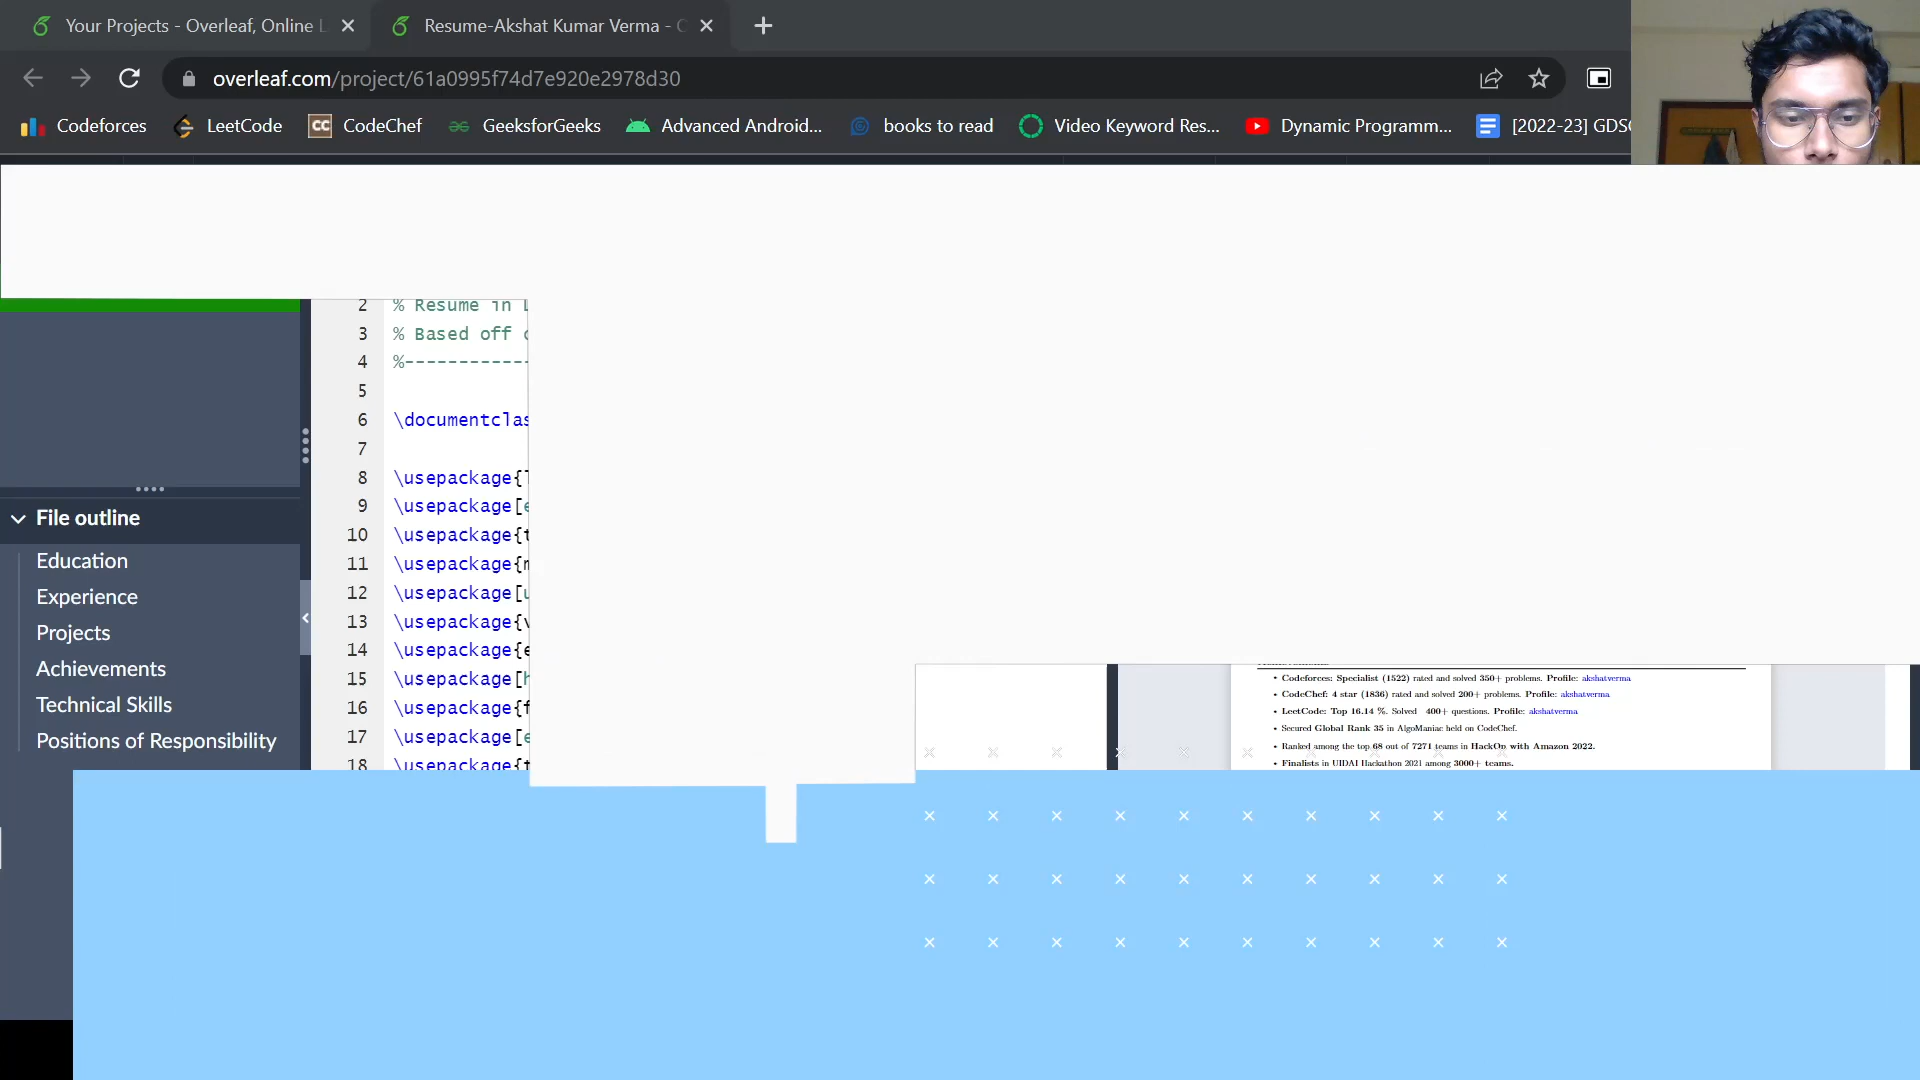 Your Projects - Overleaf, Online
Resume-Akshat Kumar Verma -
overleaf.com/project/61a0995f74d7e920e2978d30
Codeforces LeetCode CC CodeChef GeeksforGeeks Advanced Android... books to read Video Keyword Res... Dynamic Programm... [2022-23] GDSC
2 % Resume in
3 % Based off
4 %------------
5
6 \documentclas
7
8 \usepackage{
9 \usepackage[e
10 \usepackage{t
11 \usepackage{m
12 \usepackage[u
13 \usepackage{v
14 \usepackage{e
15 \usepackage[h
16 \usepackage{f
17 \usepackage[e
18 \usepackage{t
File outline
Education
Experience
Projects
Achievements
Technical Skills
Positions of Responsibility
• Codeforces: Specialist (1522) rated and solved 350+ problems. Profile: akshatverma
• CodeChef: 4 star (1836) rated and solved 200+ problems. Profile: akshatverma
• LeetCode: Top 16.14 %. Solved 400+ questions. Profile: akshatverma
• Secured Global Rank 35 in AlgoManiac held on CodeChef.
• Ranked among the top 68 out of 7271 teams in HackOp with Amazon 2022.
• Finalists in UIDAI Hackathon 2021 among 3000+ teams.